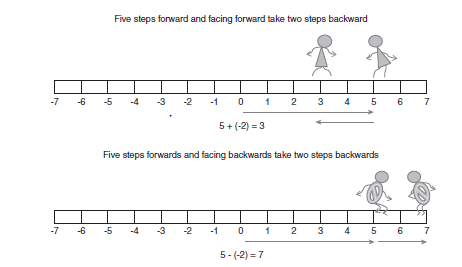 Five steps forward and facing forward take two steps backward
-7 -6 -5 -4 -3 -2 -1 0 1 2 3 4 5 6 7
5 + (-2) = 3
Five steps forwards and facing backwards take two steps backwards
-7 -6 -5 -4 -3 -2 -1 0 1 2 3 4 5 6 7
5 - (-2) = 7